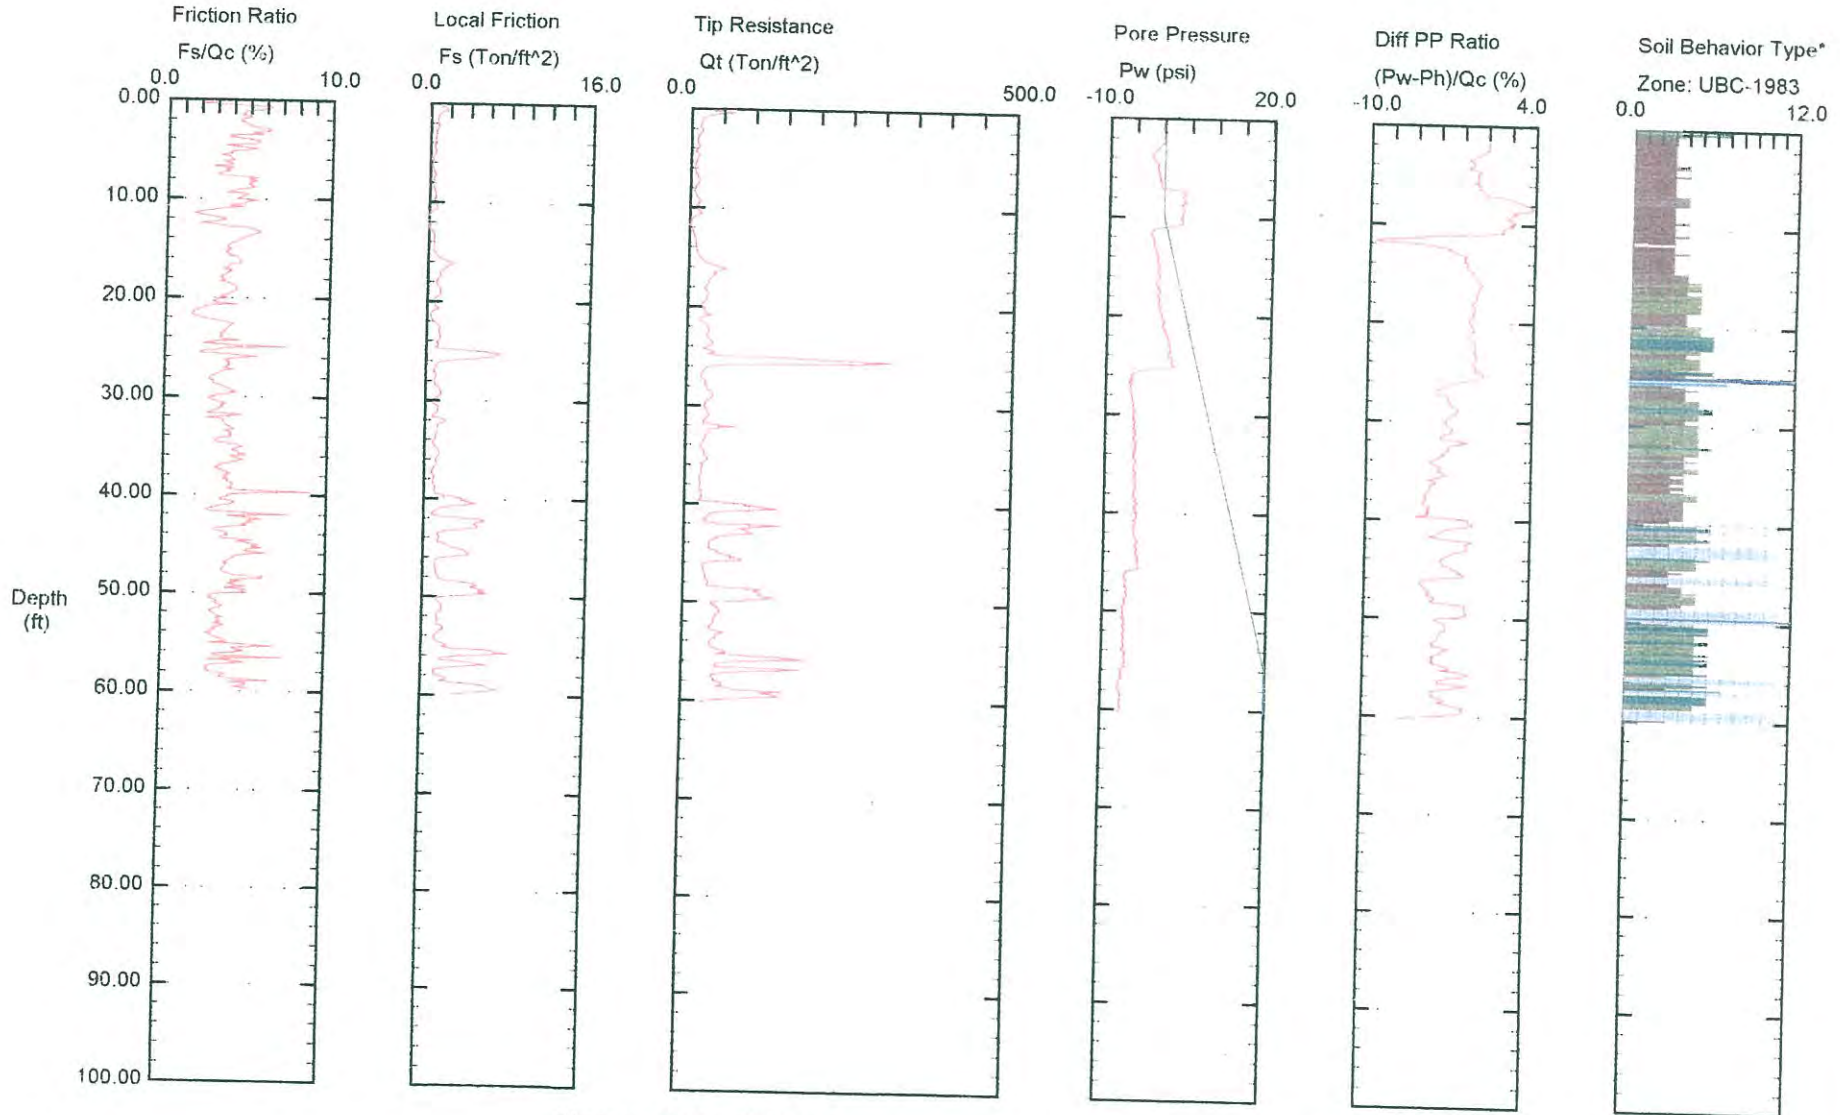 Friction Ratio
Fs/Qc (%)
0.0 10.0
Local Friction
Fs (Ton/ft^2)
0.0 16.0
Tip Resistance
Qt (Ton/ft^2)
0.0 500.0
Pore Pressure
Pw (psi)
-10.0 20.0
Diff PP Ratio
(Pw-Ph)/Qc (%)
-10.0 4.0
Soil Behavior Type*
Zone: UBC-1983
0.0 12.0
0.00
10.00
20.00
30.00
40.00
50.00
Depth
(ft)
60.00
70.00
80.00
90.00
100.00